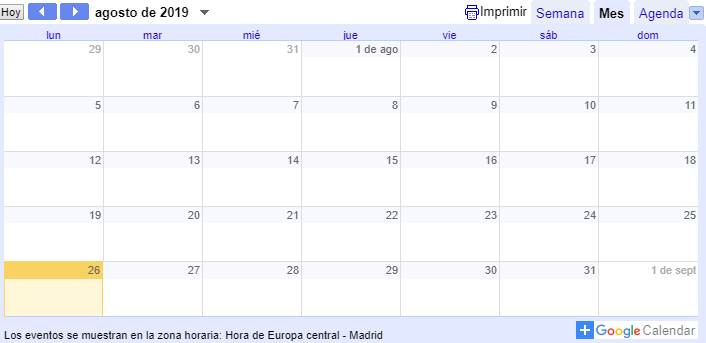 Hoy agosto de 2019 Imprimir Semana Mes Agenda
lun mar mié jue vie sáb dom
29 30 31 1 de ago 2 3 4
5 6 7 8 9 10 11
12 13 14 15 16 17 18
19 20 21 22 23 24 25
26 27 28 29 30 31 1 de sept
Los eventos se muestran en la zona horaria: Hora de Europa central - Madrid
Google Calendar